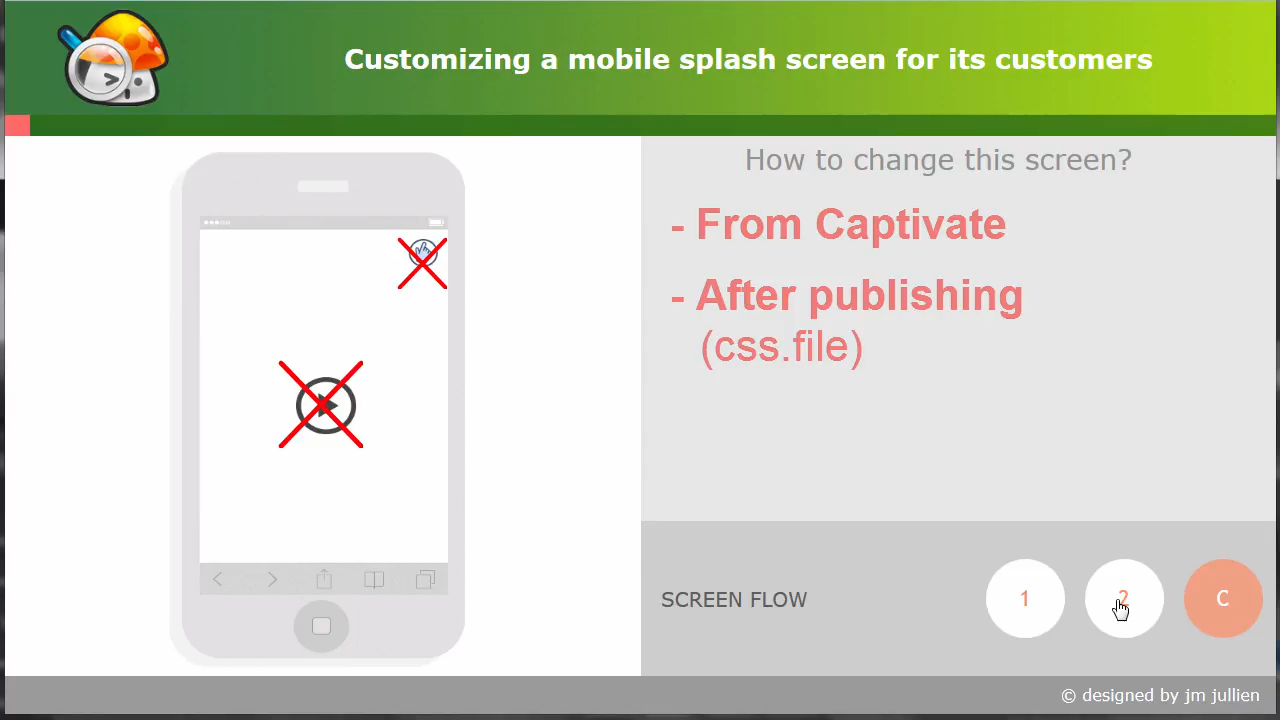 Customizing a mobile splash screen for its customers
How to change this screen?
- From Captivate
- After publishing
(css.file)
SCREEN FLOW
1
2
C
© designed by jm jullien